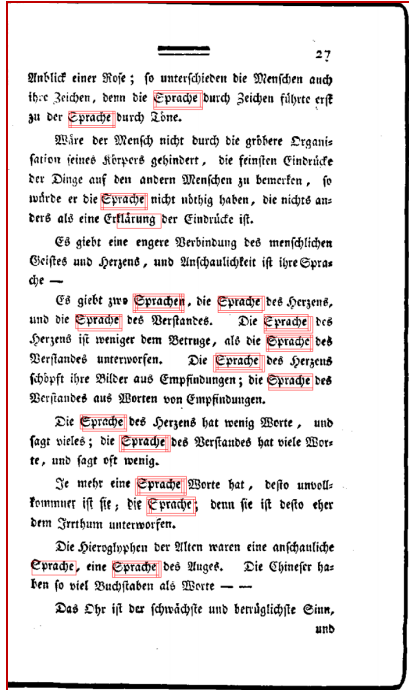 27
Anblick einer Rose; so unterschieden die Menschen auch
ihre Zeichen, denn die Sprache durch Zeichen führte erst
zu der Sprache durch Töne.
Wäre der Mensch nicht durch die gröbere Organi-
sation seines Körpers gehindert, die feinsten Eindrücke
der Dinge auf den andern Menschen zu bemerken, so
würde er die Sprache nicht nöthig haben, die nichts an-
ders als eine Erklärung der Eindrücke ist.
Es giebt eine engere Verbindung des menschlichen
Geistes und Herzens, und Anschaulichkeit ist ihre Spra-
che —
Es giebt zwo Sprachen, die Sprache des Herzens,
und die Sprache des Verstandes. Die Sprache des
Herzens ist weniger dem Betruge, als die Sprache des
Verstandes unterworfen. Die Sprache des Herzens
schöpft ihre Bilder aus Empfindungen; die Sprache des
Verstandes aus Worten von Empfindungen.
Die Sprache des Herzens hat wenig Worte, und
sagt vieles; die Sprache des Verstandes hat viele Wor-
te, und sagt oft wenig.
Je mehr eine Sprache Worte hat, desto unvoll-
kommner ist sie; die Sprache; denn sie ist desto eher
dem Irrthum unterworfen.
Die Hieroglyphen der Alten waren eine anschauliche
Sprache, eine Sprache des Auges. Die Chineser ha-
ben so viel Buchstaben als Worte — —
Das Ohr ist der schwächste und betrüglichste Sinn,
und